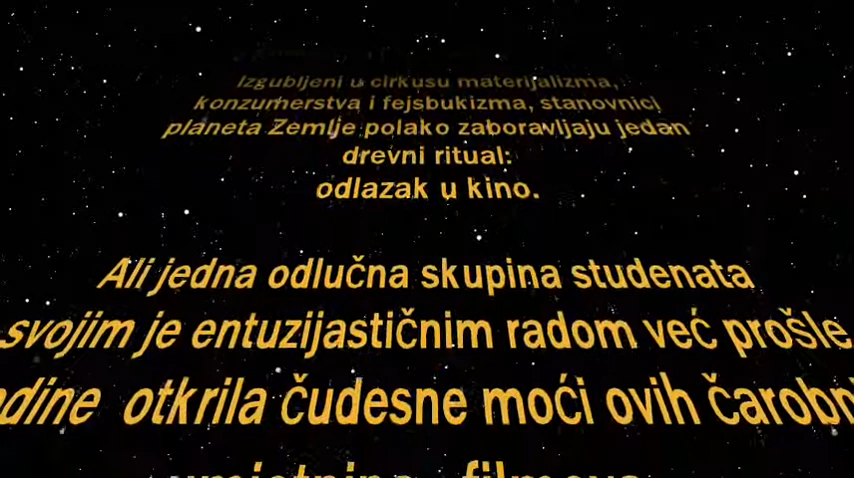 Izgubljeni u cirkusu materijalizma,
konzumerstva i fejsbukizma, stanovnici
planeta Zemlje polako zaboravljaju jedan
drevni ritual:
odlazak u kino.
Ali jedna odlučna skupina studenata
svojim je entuzijastičnim radom već prošle
otkrila čudesne moći ovih